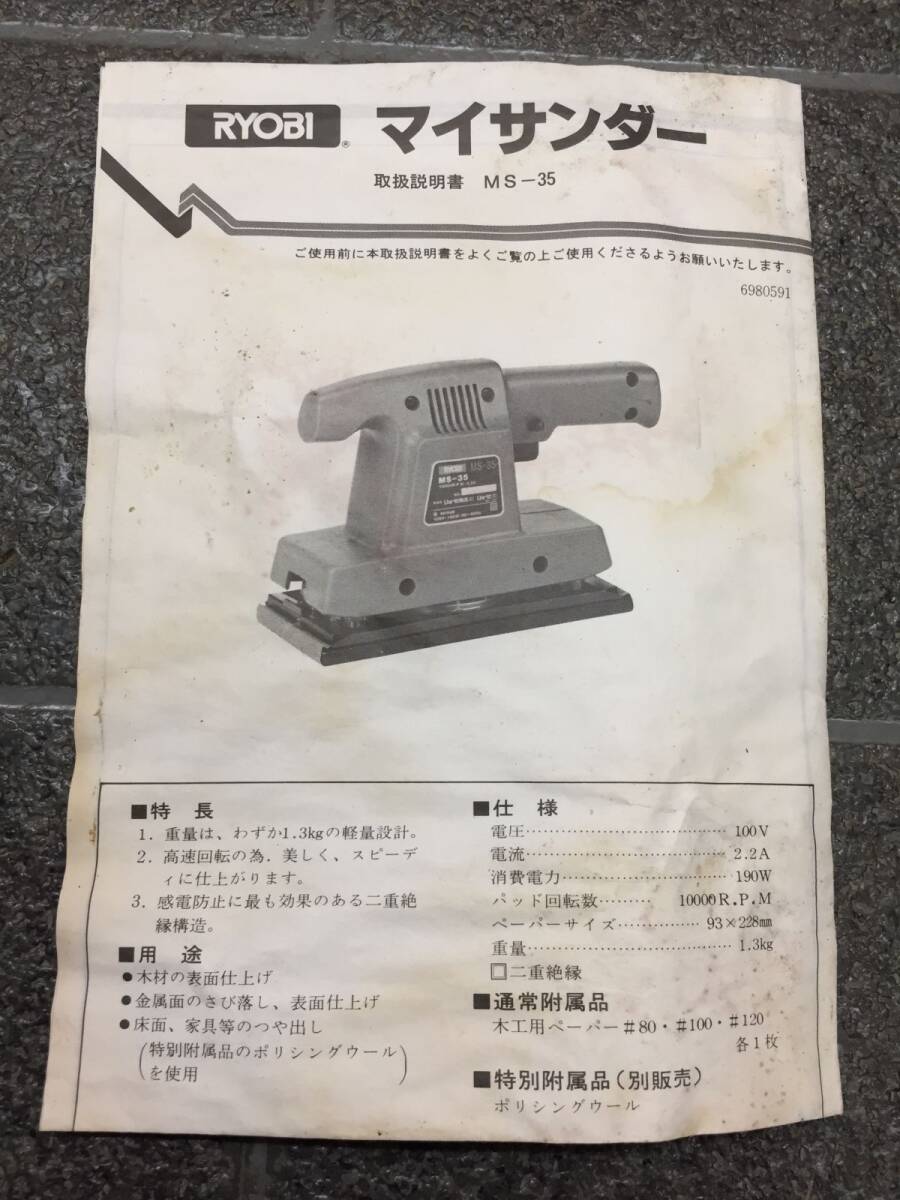 RYOBI® マイサンダー
取扱説明書 MS-35
ご使用前に本取扱説明書をよくご覧の上ご使用くださるようお願いいたします。
6980591
RYOBI MS-35
MS-35
■特長
1. 重量は、わずか1.3kgの軽量設計。
2. 高速回転の為. 美しく、スピーデ
ィに仕上がります。
3. 感電防止に最も効果のある二重絶
縁構造。
■用途
●木材の表面仕上げ
●金属面のさび落し、表面仕上げ
●床面、家具等のつや出し
(特別附属品のポリシングウール
を使用)
■仕様
電圧……………………………100V
電流……………………………2.2A
消費電力………………………190W
パッド回転数………10000R.P.M
ペーパーサイズ……………93×228mm
重量……………………………1.3kg
回二重絶縁
■通常附属品
木工用ペーパー#80・#100・#120
各1枚
■特別附属品(別販売)
ポリシングウール